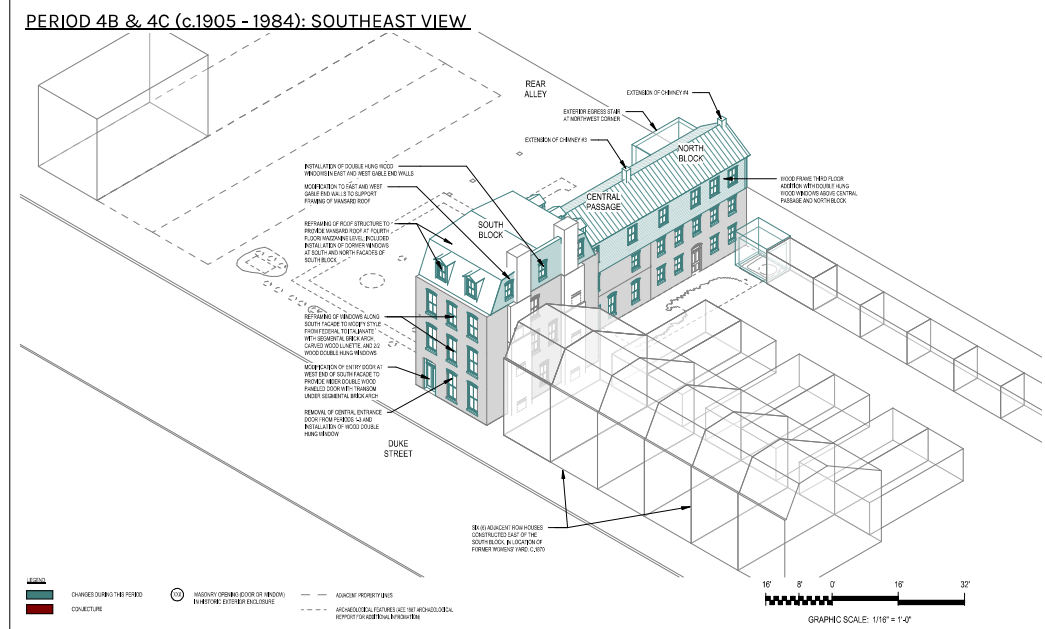 PERIOD 4B & 4C (c.1905 - 1984): SOUTHEAST VIEW
REAR
ALLEY
EXTENSION OF CHIMNEY #4
EXTERIOR EGRESS STAIR
AT NORTHWEST CORNER
EXTENSION OF CHIMNEY #3
NORTH
BLOCK
INSTALLATION OF DOUBLE HUNG WOOD
WINDOWS IN EAST AND WEST GABLE END WALLS
MODIFICATION TO EAST AND WEST
GABLE END WALLS TO SUPPORT
FRAMING OF MANSARD ROOF
WOOD FRAME THIRD FLOOR
ADDITION WITH DOUBLE HUNG
WOOD WINDOWS ABOVE CENTRAL
PASSAGE AND NORTH BLOCK
CENTRAL
PASSAGE
SOUTH
BLOCK
REFRAMING OF ROOF STRUCTURE TO
PROVIDE MANSARD ROOF AT FOURTH
FLOOR/ MAZZANINE LEVEL; INCLUDED
INSTALLATION OF DORMER WINDOWS
AT SOUTH AND NORTH FACADES OF
SOUTH BLOCK
REFRAMING OF WINDOWS ALONG
SOUTH FACADE TO MODIFY STYLE
FROM FEDERAL TO ITALIANATE
WITH SEGMENTAL BRICK ARCH,
CARVED WOOD LUNETTE, AND 2/2
WOOD DOUBLE HUNG WINDOWS
MODIFICATION OF ENTRY DOOR AT
WEST END OF SOUTH FACADE TO
PROVIDE WIDER DOUBLE WOOD
PANELED DOOR WITH TRANSOM
UNDER SEGMENTAL BRICK ARCH
REMOVAL OF CENTRAL ENTRANCE
DOOR FROM PERIODS 1-3 AND
INSTALLATION OF WOOD DOUBLE
HUNG WINDOW
DUKE
STREET
SIX (6) ADJACENT ROW HOUSES
CONSTRUCTED EAST OF THE
SOUTH BLOCK, IN LOCATION OF
FORMER WOMENS' YARD, C.1870
LEGEND
CHANGES DURING THIS PERIOD
CONJECTURE
XXX
MASONRY OPENING (DOOR OR WINDOW)
IN HISTORIC EXTERIOR ENCLOSURE
ADJACENT PROPERTY LINES
ARCHAEOLOGICAL FEATURES (ACE 1987 ARCHAEOLOGICAL
REPPORT FOR ADDITIONAL INFROMATION)
16' 8' 0 16' 32'
GRAPHIC SCALE: 1/16" = 1'-0"